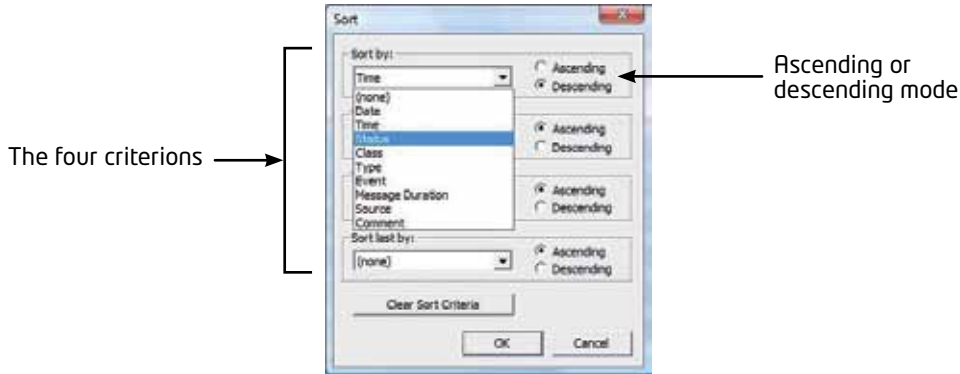 Sort
Sort by:
Time
Ascending
Descending
Ascending or
descending mode
(none)
Date
Time
Status
Class
Type
Event
Message Duration
Source
Comment
Ascending
Descending
The four criterions
Ascending
Descending
Sort last by:
(none)
Ascending
Descending
Clear Sort Criteria
OK
Cancel